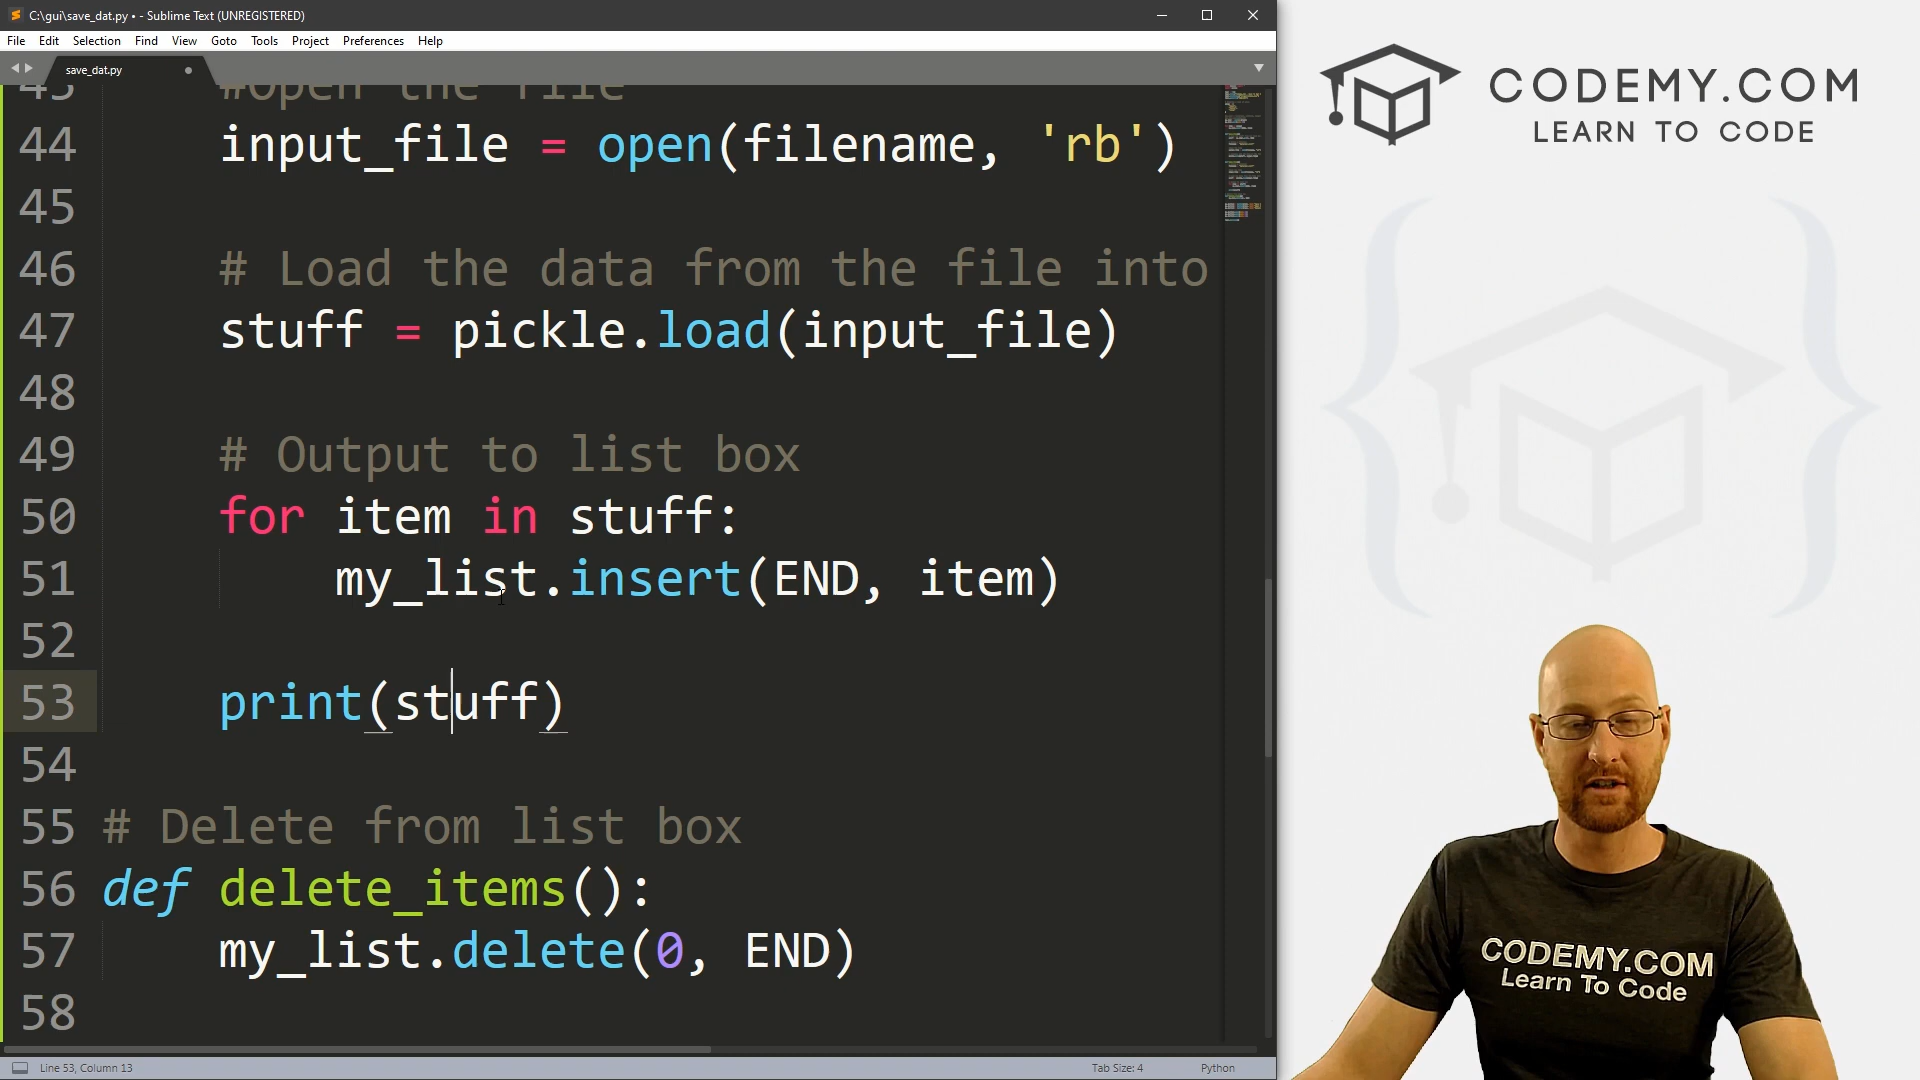 C:\gui\save_dat.py • - Sublime Text (UNREGISTERED)
File Edit Selection Find View Goto Tools Project Preferences Help
save_dat.py
43 #Open the file
44 input_file = open(filename, 'rb')
45
46 # Load the data from the file into
47 stuff = pickle.load(input_file)
48
49 # Output to list box
50 for item in stuff:
51 my_list.insert(END, item)
52
53 print(stuff)
54
55 # Delete from list box
56 def delete_items():
57 my_list.delete(0, END)
58
Line 53, Column 13
Tab Size: 4
Python
CODEMY.COM
LEARN TO CODE
CODEMY.COM
Learn To Code